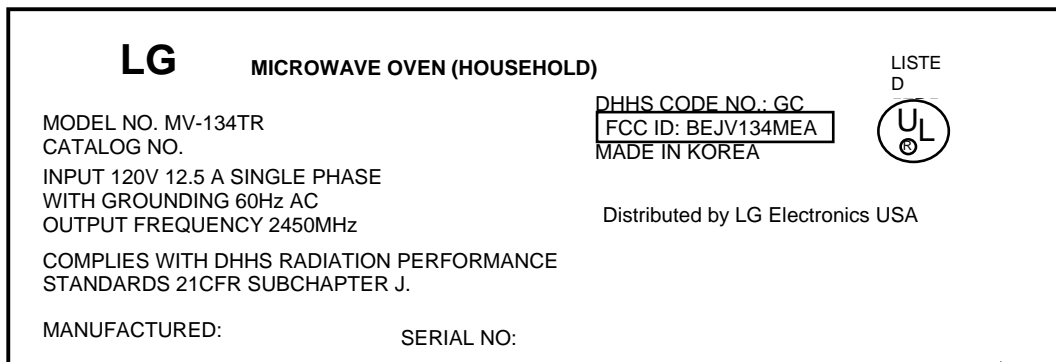 LG
MICROWAVE OVEN (HOUSEHOLD)
LISTE
D
MODEL NO. MV-134TR
CATALOG NO.
INPUT 120V 12.5 A SINGLE PHASE
WITH GROUNDING 60Hz AC
OUTPUT FREQUENCY 2450MHz
COMPLIES WITH DHHS RADIATION PERFORMANCE
STANDARDS 21CFR SUBCHAPTER J.
MANUFACTURED:
SERIAL NO:
DHHS CODE NO.: GC
FCC ID: BEJV134MEA
MADE IN KOREA
UL
®
Distributed by LG Electronics USA